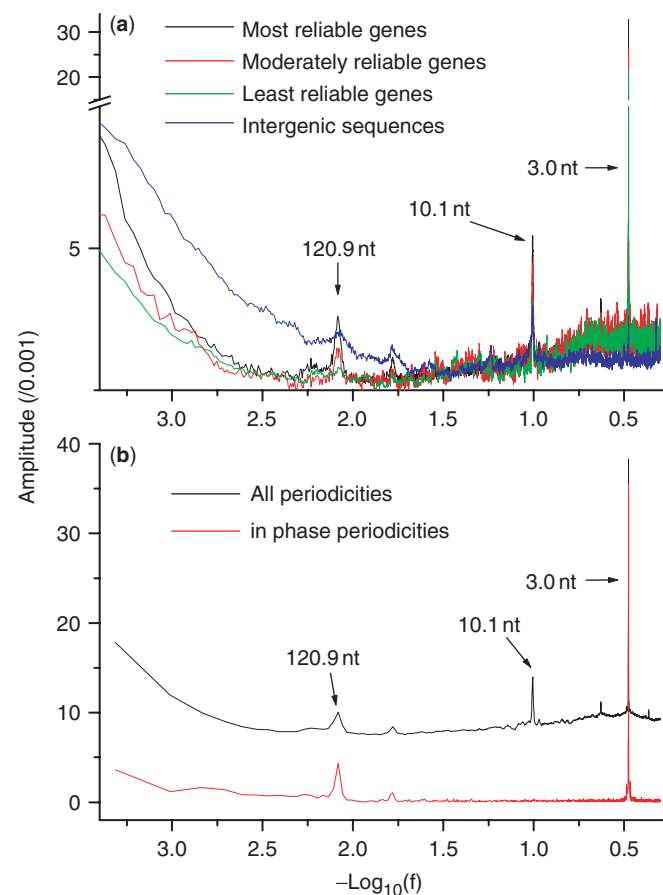 (a)
Most reliable genes
Moderately reliable genes
Least reliable genes
Intergenic sequences
30
20
5
3.0 nt
10.1 nt
120.9 nt
3.0
2.5
2.0
1.5
1.0
0.5
Amplitude (/0.001)
(b)
All periodicities
in phase periodicities
40
30
20
10
0
3.0 nt
10.1 nt
120.9 nt
3.0
2.5
2.0
1.5
1.0
0.5
−Log10(f)